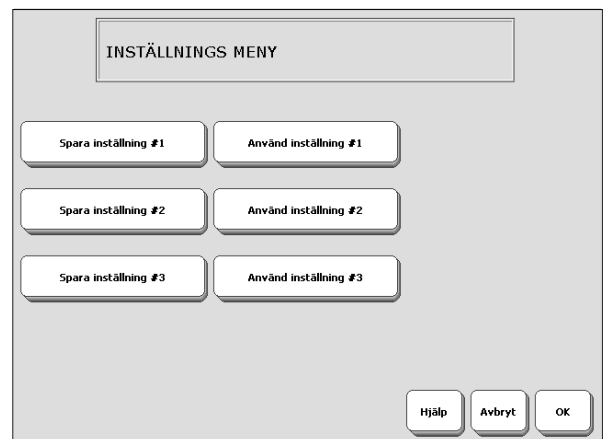 INSTÄLLNINGS MENY
Spara inställning #1 Använd inställning #1
Spara inställning #2 Använd inställning #2
Spara inställning #3 Använd inställning #3
Hjälp Avbryt OK